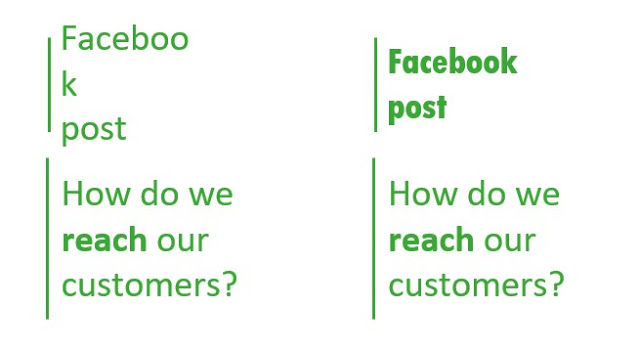 Faceboo
k
post
How do we
reach our
customers?
Facebook
post
How do we
reach our
customers?